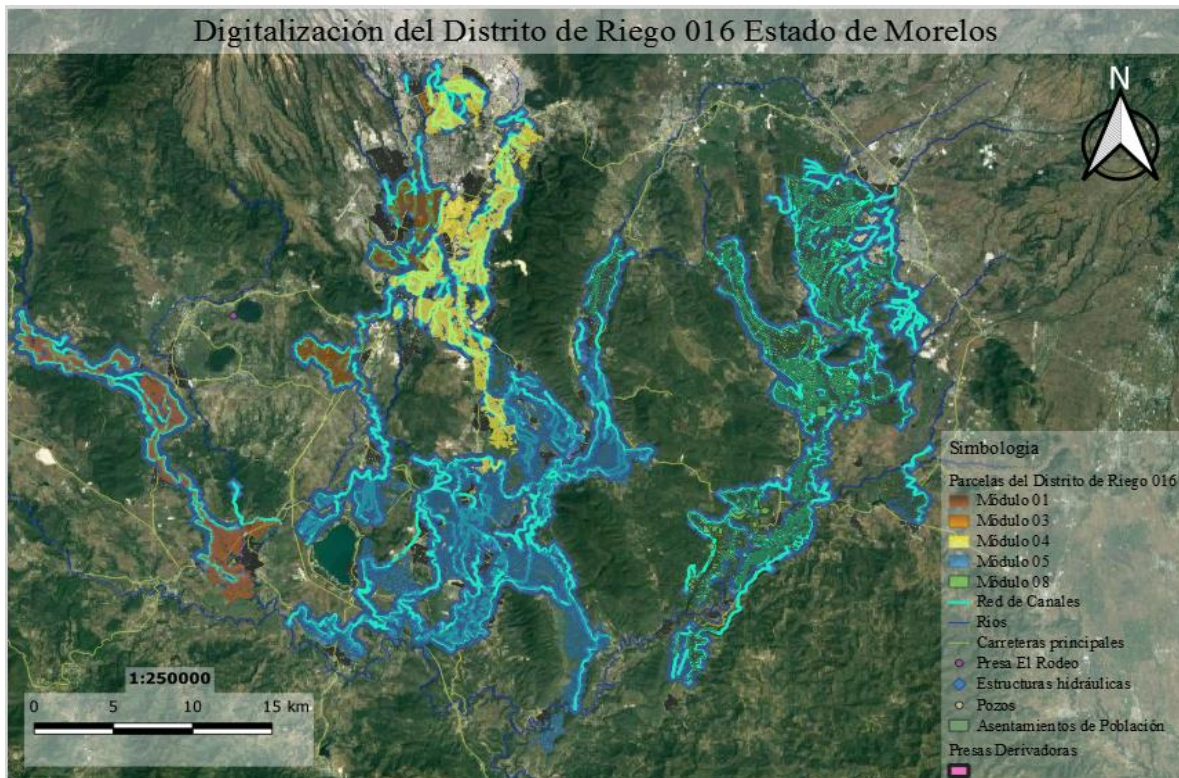 Digitalización del Distrito de Riego 016 Estado de Morelos
N
Simbología
Parcelas del Distrito de Riego 016
Módulo 01
Módulo 03
Módulo 04
Módulo 05
Módulo 08
Red de Canales
Ríos
Carreteras principales
Presa El Rodeo
Estructuras hidráulicas
Pozos
Asentamientos de Población
Presas Derivadoras
1:250000
0 5 10 15 km